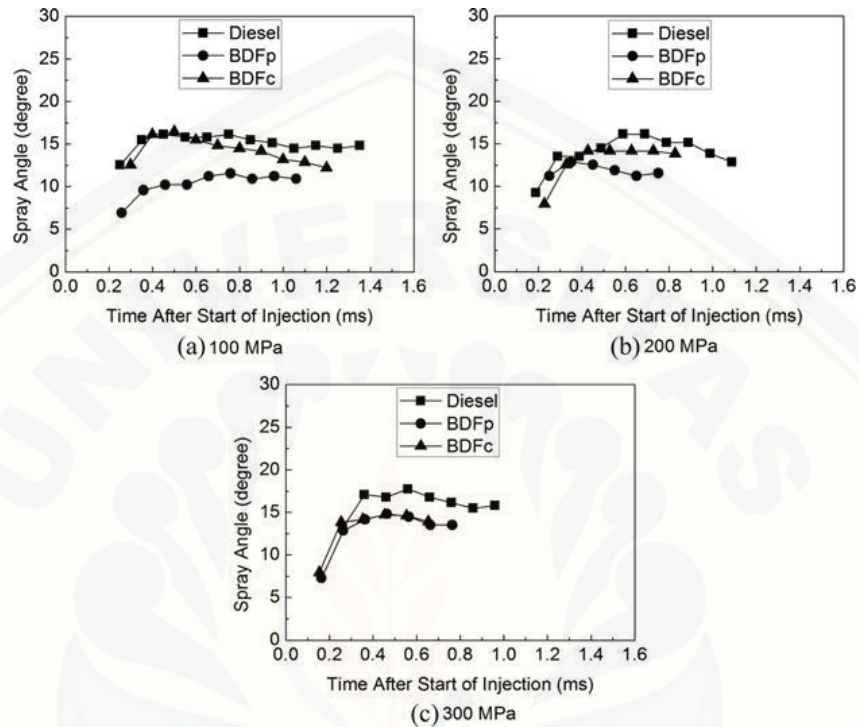 30
25
20
15
10
5
0
Spray Angle (degree)
Diesel
BDFp
BDFc
0.0 0.2 0.4 0.6 0.8 1.0 1.2 1.4 1.6
Time After Start of Injection (ms)
(a) 100 MPa
30
25
20
15
10
5
0
Spray Angle (degree)
Diesel
BDFp
BDFc
0.0 0.2 0.4 0.6 0.8 1.0 1.2 1.4 1.6
Time After Start of Injection (ms)
(b) 200 MPa
30
25
20
15
10
5
0
Spray Angle (degree)
Diesel
BDFp
BDFc
0.0 0.2 0.4 0.6 0.8 1.0 1.2 1.4 1.6
Time After Start of Injection (ms)
(c) 300 MPa
UNIVERSITAS